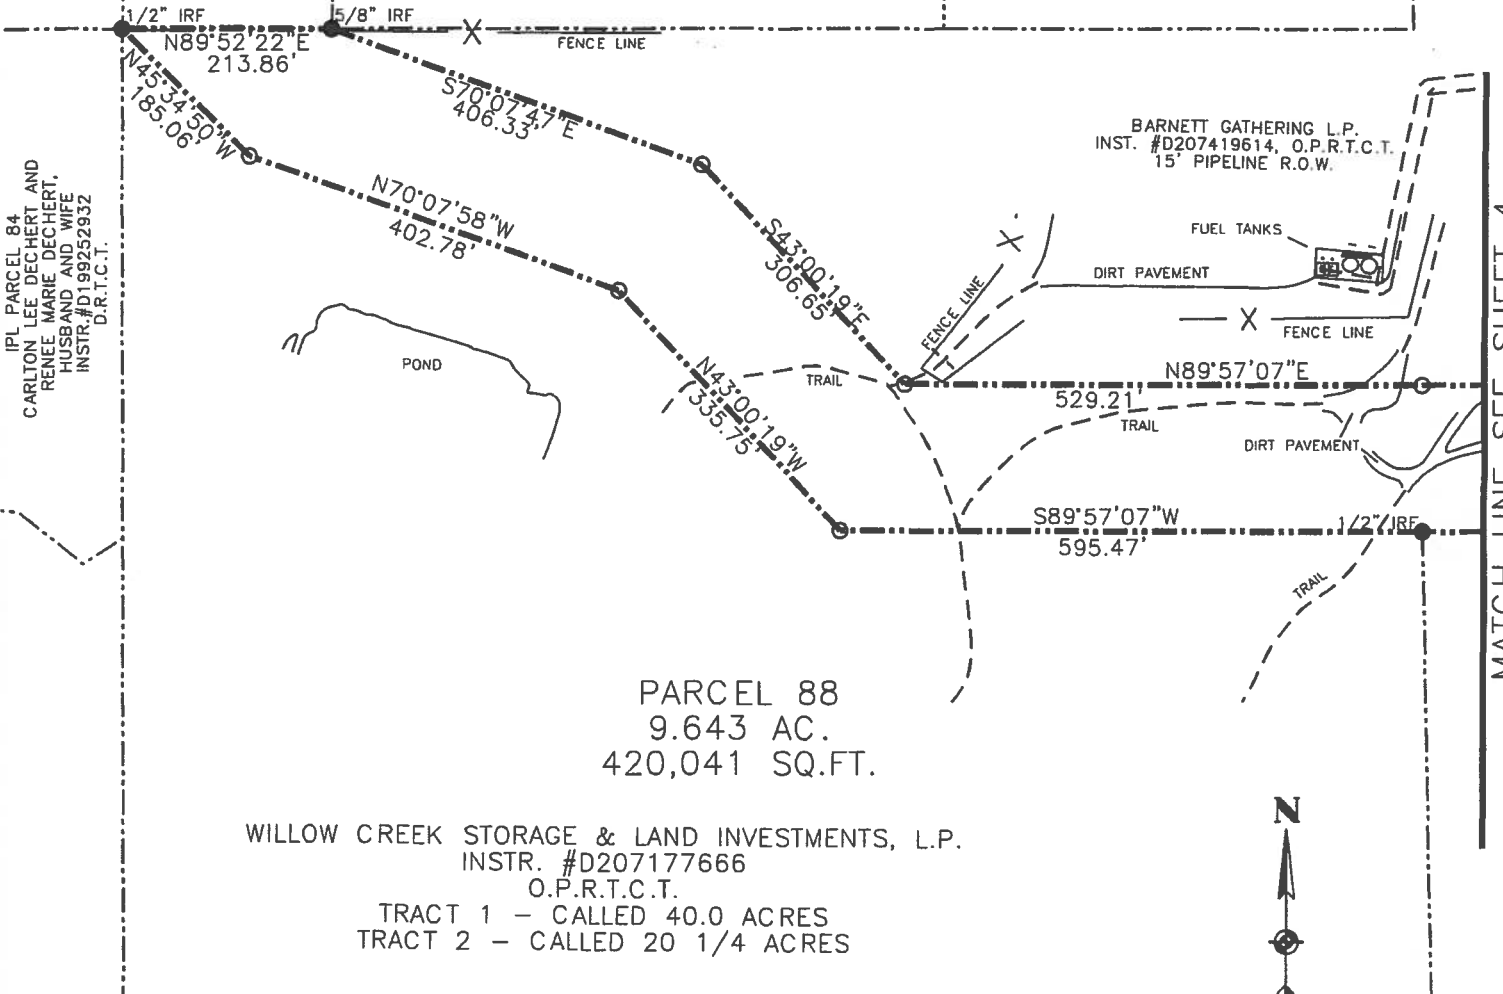 1/2" IRF
5/8" IRF
N89°52'22"E
213.86'
FENCE LINE
N45°34'50"W
185.06'
S70°07'47"E
406.33'
BARNETT GATHERING L.P.
INST. #D207419614, O.P.R.T.C.T.
15' PIPELINE R.O.W.
IPL PARCEL 84
CARLTON LEE DECHERT AND
RENEE MARIE DECHERT,
HUSBAND AND WIFE
INSTR.#D199252932
D.R.T.C.T.
N70°07'58"W
402.78'
S43°00'19"E
306.65'
FUEL TANKS
DIRT PAVEMENT
FENCE LINE
FENCE LINE
POND
TRAIL
N43°00'19"W
335.75'
N89°57'07"E
529.21'
TRAIL
DIRT PAVEMENT
S89°57'07"W
595.47'
1/2" IRF
TRAIL
MATCH LINE SEE SHEET 4
PARCEL 88
9.643 AC.
420,041 SQ.FT.
WILLOW CREEK STORAGE & LAND INVESTMENTS, L.P.
INSTR. #D207177666
O.P.R.T.C.T.
TRACT 1 – CALLED 40.0 ACRES
TRACT 2 – CALLED 20 1/4 ACRES
N